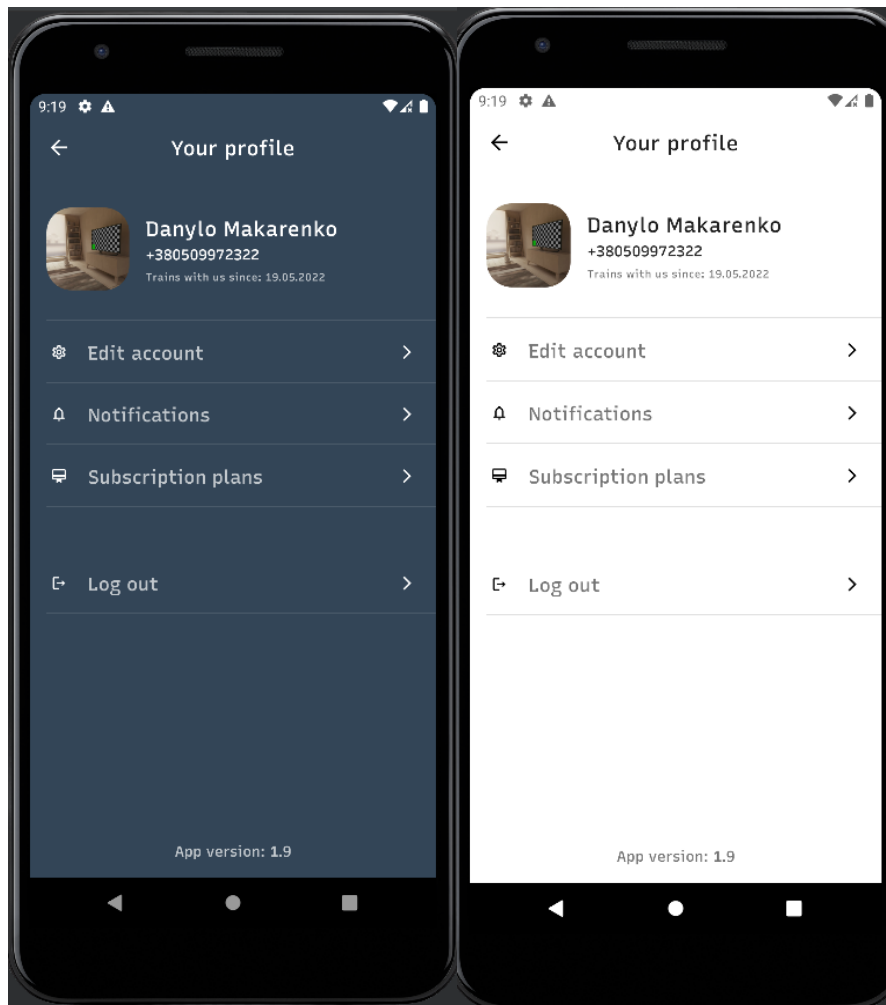 9:19
Your profile
Danylo Makarenko
+380509972322
Trains with us since: 19.05.2022
Edit account
Notifications
Subscription plans
Log out
App version: 1.9
9:19
Your profile
Danylo Makarenko
+380509972322
Trains with us since: 19.05.2022
Edit account
Notifications
Subscription plans
Log out
App version: 1.9